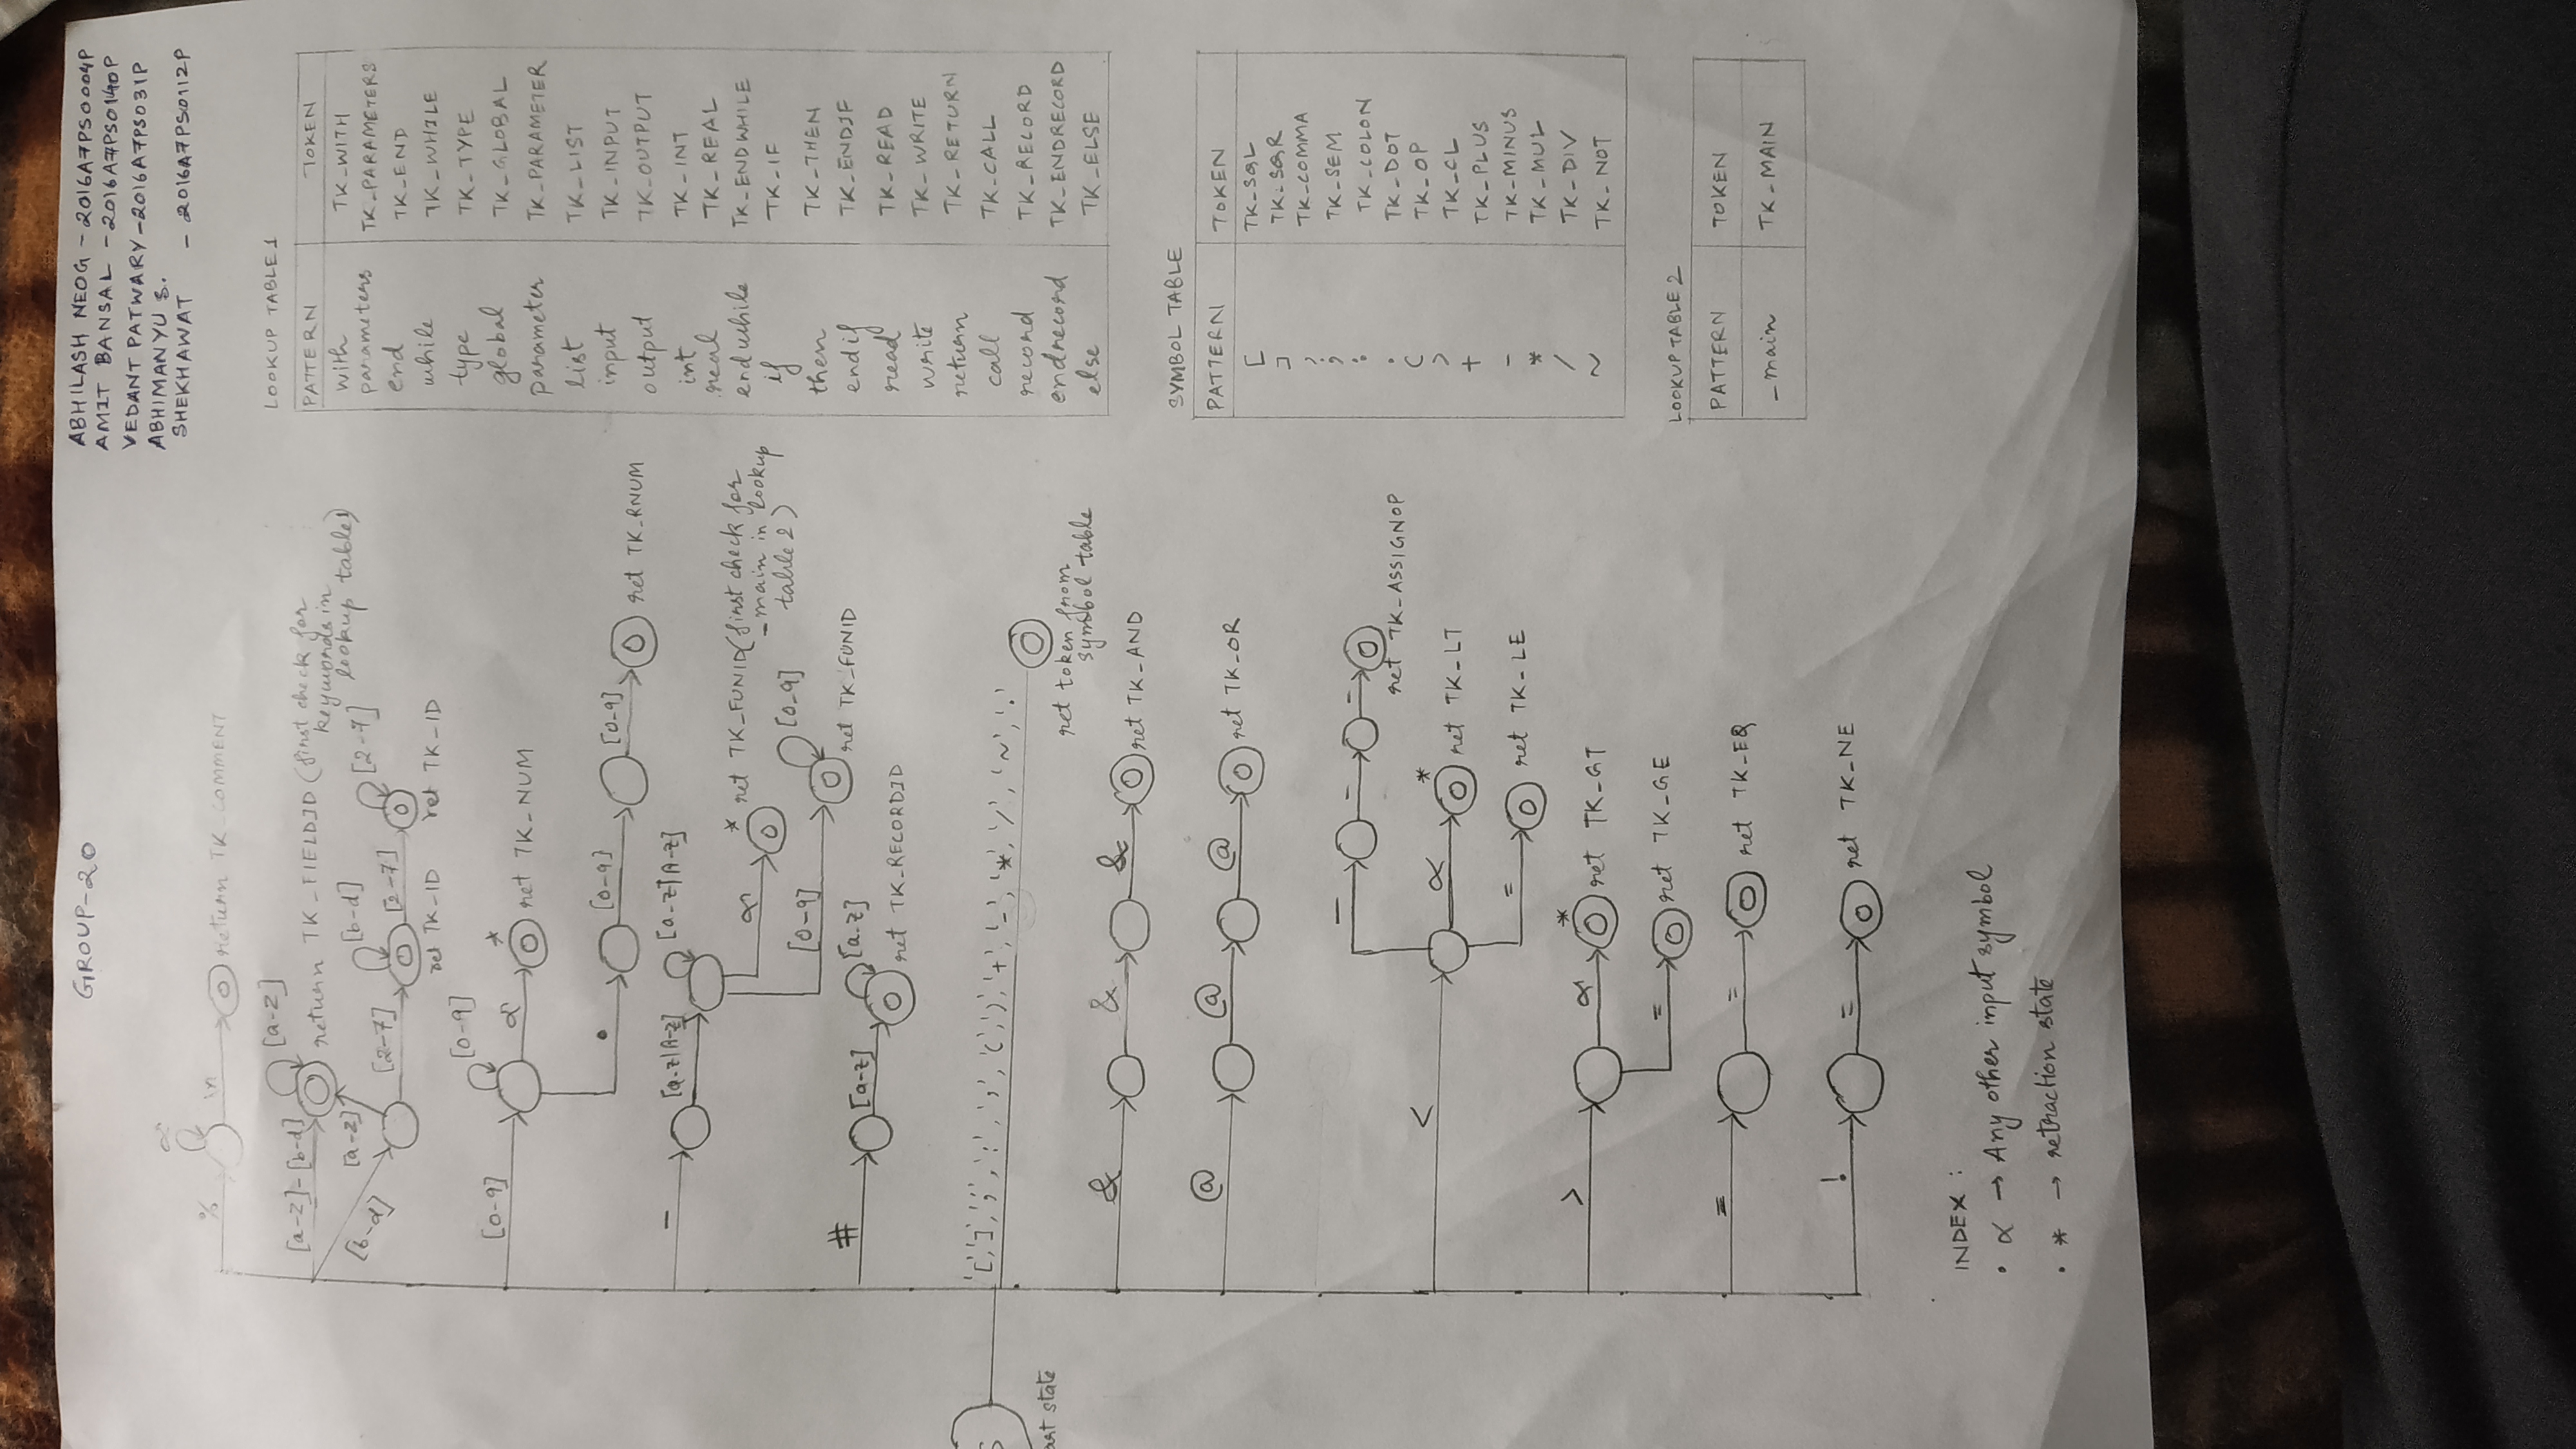 GROUP-20
ABHILASH NEOG - 2016A7PS0004P
AMIT BANSAL - 2016A7PS0140P
VEDANT PATWARY - 2016A7PS031P
ABHIMANYU S.
SHEKHAWAT - 2016A7PS0112P
α
% \n return TK_COMMENT
[a-z]
[a-z]-[b-d] return TK_FIELDID (first check for
keywords in
lookup table1)
[b-d] [a-z] [b-d] [2-7]
[2-7] [2-7]
ret TK_ID ret TK_ID
[0-9]
[0-9] α * ret TK_NUM
. [0-9] [0-9] ret TK_RNUM
_ [a-z|A-z] [a-z|A-z]
α * ret TK_FUNID (first check for
_main in lookup
table 2)
[0-9] [0-9]
ret TK_FUNID
# [a-z] [a-z]
ret TK_RECORDID
S
art state
'[', ']', ';', ':', ',', '(', ')', '+', '-', '*', '/', '~', '.'
ret token from
symbol table
& & & ret TK_AND
@ @ @ ret TK_OR
- - -
ret TK_ASSIGNOP
< α * ret TK_LT
= ret TK_LE
> α * ret TK_GT
= ret TK_GE
= = ret TK_EQ
! = ret TK_NE
INDEX :
• α → Any other input symbol
• * → retraction state
LOOKUP TABLE 1
PATTERN TOKEN
with TK_WITH
parameters TK_PARAMETERS
end TK_END
while TK_WHILE
type TK_TYPE
global TK_GLOBAL
parameter TK_PARAMETER
list TK_LIST
input TK_INPUT
output TK_OUTPUT
int TK_INT
real TK_REAL
endwhile TK_ENDWHILE
if TK_IF
then TK_THEN
endif TK_ENDIF
read TK_READ
write TK_WRITE
return TK_RETURN
call TK_CALL
record TK_RECORD
endrecord TK_ENDRECORD
else TK_ELSE
SYMBOL TABLE
PATTERN TOKEN
[ TK_SQL
] TK_SQR
, TK_COMMA
; TK_SEM
: TK_COLON
. TK_DOT
( TK_OP
) TK_CL
+ TK_PLUS
- TK_MINUS
* TK_MUL
/ TK_DIV
~ TK_NOT
LOOKUP TABLE 2
PATTERN TOKEN
_main TK_MAIN